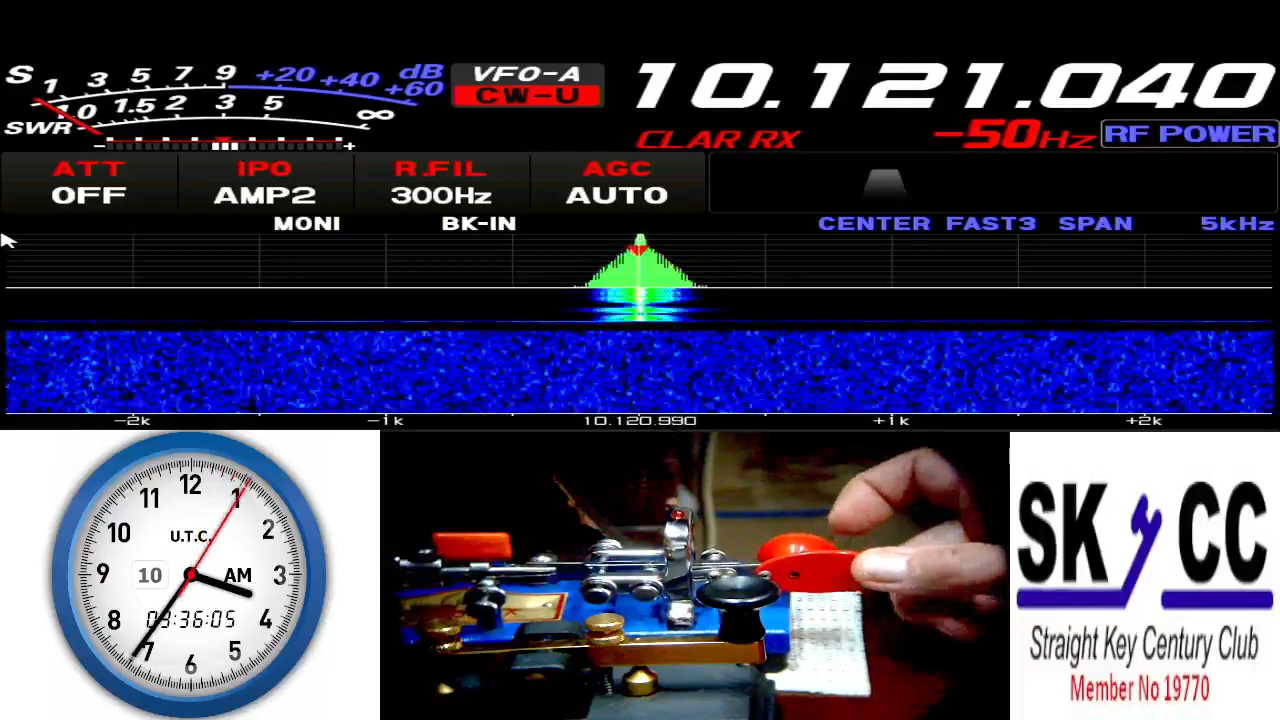 S 1 3 5 7 9 +20 +40 +60 dB
SWR 1.0 1.5 2 3 5 ∞
− +
VFO-A
CW-U
10.121.040
CLAR RX −50Hz RF POWER
ATT IPO R.FIL AGC
OFF AMP2 300Hz AUTO
MONI BK-IN CENTER FAST3 SPAN 5kHz
-2k -1k 10.120.990 +1k +2k
12
11 1
10 2
U.T.C.
9 10 AM 3
03:36:05
8 4
7 5
6
SK CC
Straight Key Century Club
Member No 19770